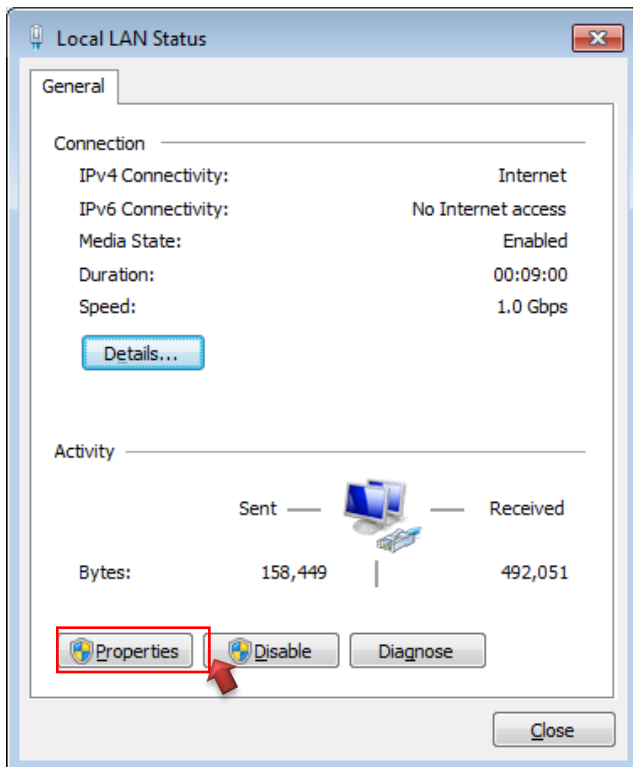 Local LAN Status
General
Connection
IPv4 Connectivity: Internet
IPv6 Connectivity: No Internet access
Media State: Enabled
Duration: 00:09:00
Speed: 1.0 Gbps
Details...
Activity
Sent Received
Bytes: 158,449 492,051
Properties Disable Diagnose
Close